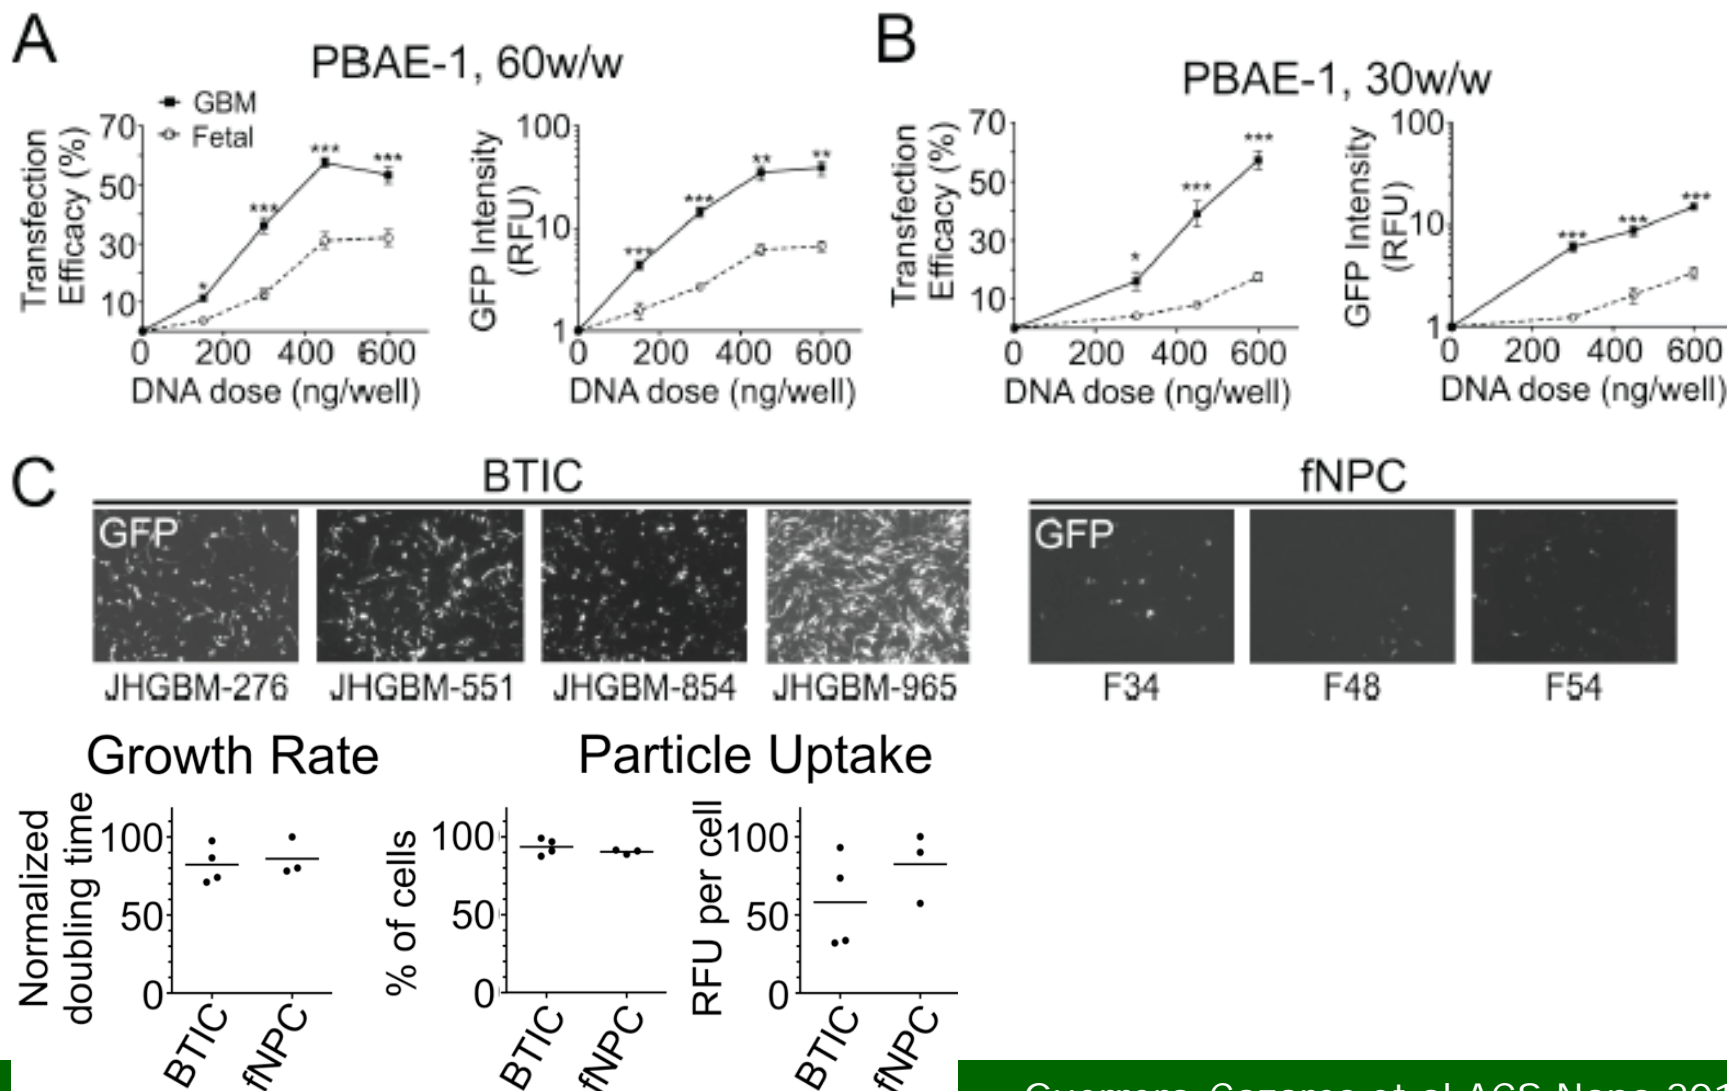 A
PBAE-1, 60w/w
GBM
Fetal
Transfection
Efficacy (%)
70
50
30
10
***
***
***
*
0 200 400 600
DNA dose (ng/well)
GFP Intensity
(RFU)
100
10
1
**
**
***
***
0 200 400 600
DNA dose (ng/well)
B
PBAE-1, 30w/w
Transfection
Efficacy (%)
70
50
30
10
***
***
*
0 200 400 600
DNA dose (ng/well)
GFP Intensity
(RFU)
100
10
1
***
***
***
0 200 400 600
DNA dose (ng/well)
C
BTIC
fNPC
GFP
GFP
JHGBM-276 JHGBM-551 JHGBM-854 JHGBM-965
F34 F48 F54
Growth Rate
Normalized
doubling time
100
50
0
BTIC
fNPC
Particle Uptake
% of cells
100
50
0
BTIC
fNPC
RFU per cell
100
50
0
BTIC
fNPC